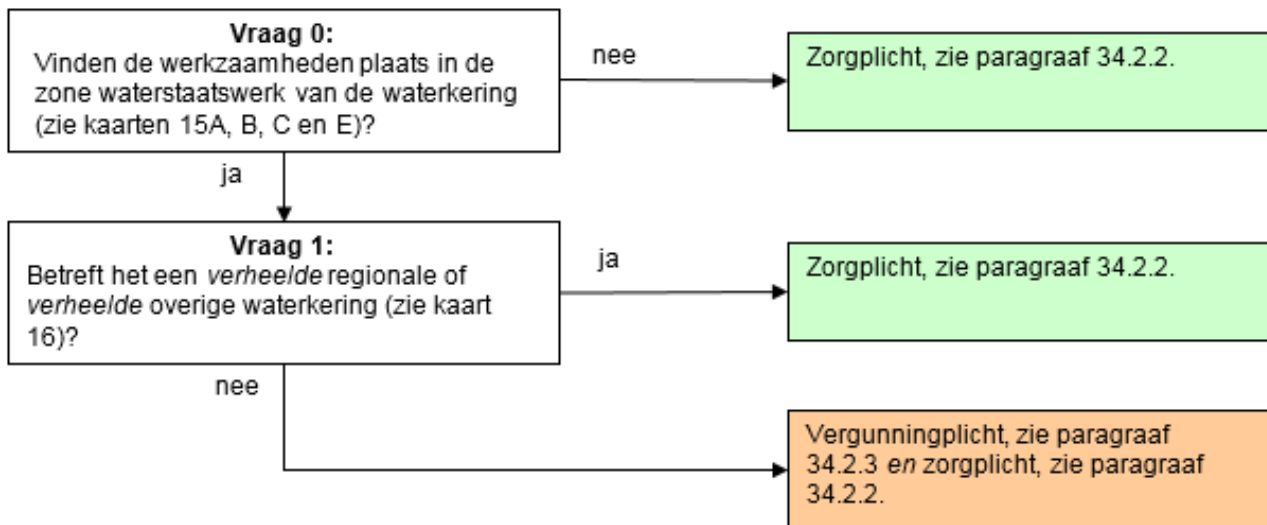 Vraag 0:
Vinden de werkzaamheden plaats in de
zone waterstaatswerk van de waterkering
(zie kaarten 15A, B, C en E)?
nee
Zorgplicht, zie paragraaf 34.2.2.
ja
Vraag 1:
Betreft het een verheelde regionale of
verheelde overige waterkering (zie kaart
16)?
ja
Zorgplicht, zie paragraaf 34.2.2.
nee
Vergunningplicht, zie paragraaf
34.2.3 en zorgplicht, zie paragraaf
34.2.2.